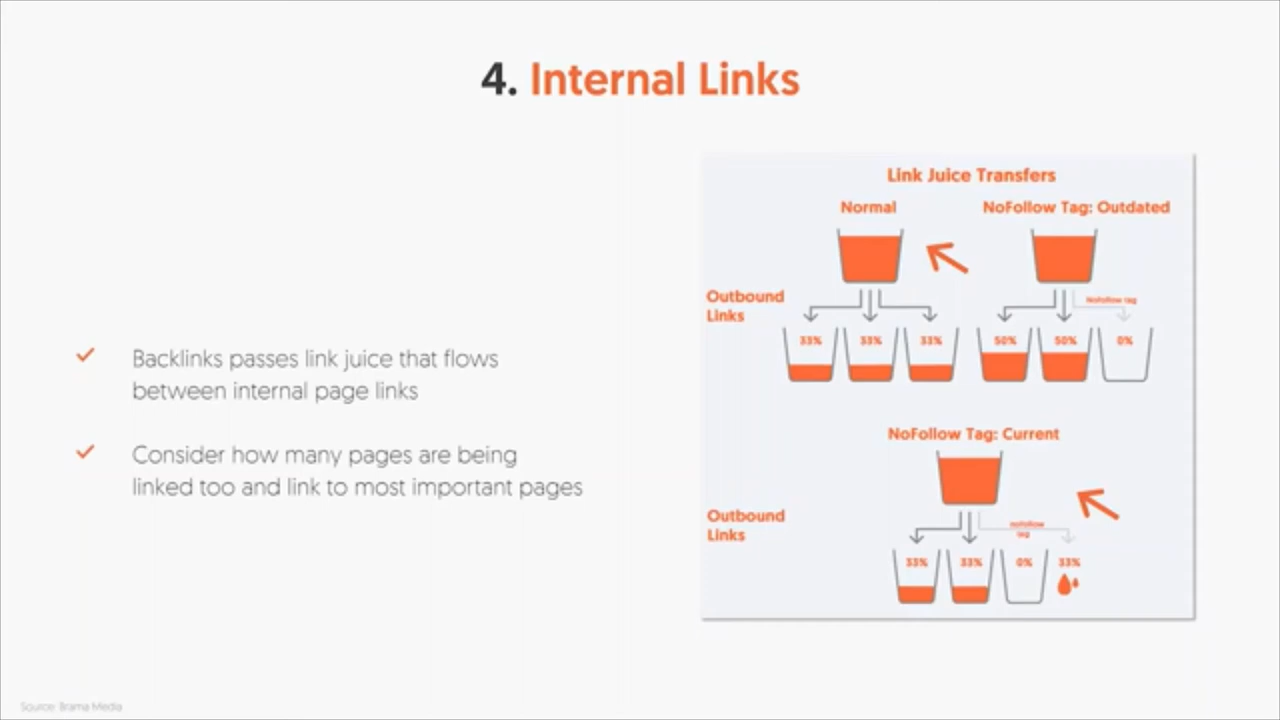 4. Internal Links
Backlinks passes link juice that flows
between internal page links
Consider how many pages are being
linked too and link to most important pages
Link Juice Transfers
Normal
NoFollow Tag: Outdated
Outbound
Links
Nofollow tag
33% 33% 33%
50% 50% 0%
NoFollow Tag: Current
Outbound
Links
nofollow
tag
33% 33% 0% 33%
Source: Brama Media